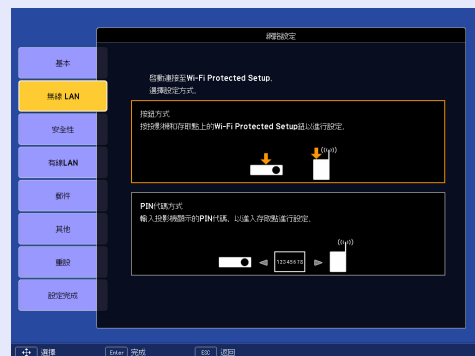 網路設定
基本
無線 LAN
安全性
有線LAN
郵件
其他
重設
設定完成
啟動連接至Wi-Fi Protected Setup.
選擇設定方式.
按鈕方式
按投影機和存取點上的Wi-Fi Protected Setup鈕以進行設定.
PIN代碼方式
輸入投影機顯示的PIN代碼, 以進入存取點進行設定.
12345678
選擇 Enter 完成 ESC 返回